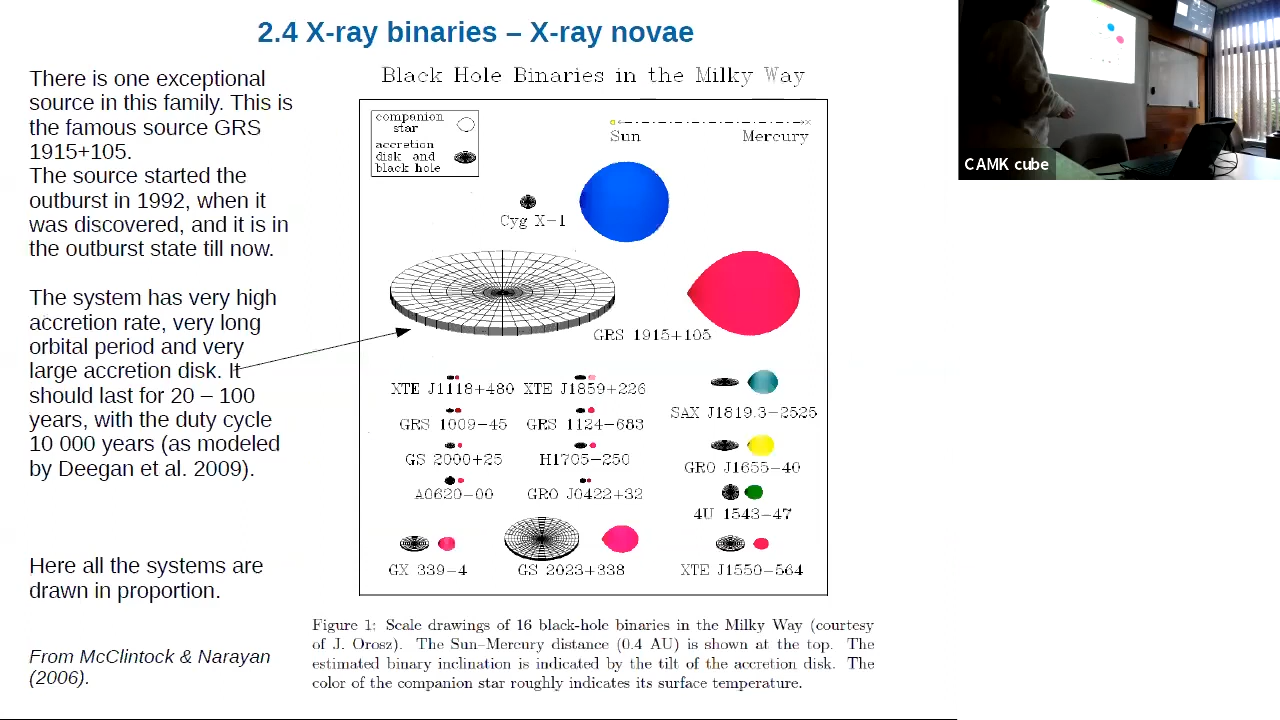 2.4 X-ray binaries – X-ray novae
There is one exceptional
source in this family. This is
the famous source GRS
1915+105.
The source started the
outburst in 1992, when it
was discovered, and it is in
the outburst state till now.
The system has very high
accretion rate, very long
orbital period and very
large accretion disk. It
should last for 20 – 100
years, with the duty cycle
10 000 years (as modeled
by Deegan et al. 2009).
Here all the systems are
drawn in proportion.
From McClintock & Narayan
(2006).
Black Hole Binaries in the Milky Way
companion
star
accretion
disk and
black hole
Sun Mercury
Cyg X-1
GRS 1915+105
XTE J1118+480 XTE J1859+226
SAX J1819.3-2525
GRS 1009-45 GRS 1124-683
GS 2000+25 H1705-250
GRO J1655-40
A0620-00 GRO J0422+32
4U 1543-47
GX 339-4 GS 2023+338 XTE J1550-564
Figure 1: Scale drawings of 16 black-hole binaries in the Milky Way (courtesy
of J. Orosz). The Sun–Mercury distance (0.4 AU) is shown at the top. The
estimated binary inclination is indicated by the tilt of the accretion disk. The
color of the companion star roughly indicates its surface temperature.
CAMK cube